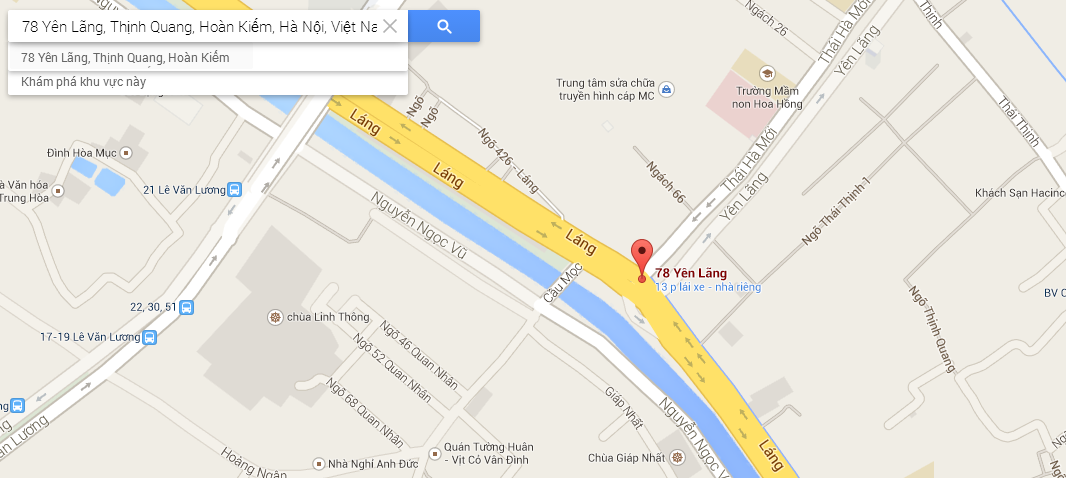 78 Yên Lãng, Thịnh Quang, Hoàn Kiếm, Hà Nội, Việt Na
78 Yên Lãng, Thịnh Quang, Hoàn Kiếm
Khám phá khu vực này
Ngách 26
Thái Hà Mới
Yên Lãng
Thịnh
Trung tâm sửa chữa
truyền hình cáp MC
Trường Mầm
non Hoa Hồng
Thái Thịnh
Ngõ
Ngõ
Láng
Ngõ 426 - Láng
Đình Hòa Mục
Văn hóa
Trung Hòa
21 Lê Văn Lương
Láng
Nguyễn Ngọc Vũ
Ngách 66
Thái Hà Mới
Yên Lãng
Ngõ Thái Thịnh 1
Khách Sạn Hacinco
Láng
78 Yên Lãng
13 p lái xe - nhà riêng
Cầu Mọc
BV
22, 30, 51
chùa Linh Thông
17-19 Lê Văn Lương
Ngõ 46 Quan Nhân
Ngõ 52 Quan Nhân
Ngõ 68 Quan Nhân
Ngõ Thịnh Quang
Giáp Nhất
Nguyễn Ngọc Vũ
Láng
ng
Lương
Hoàng Ngân
Nhà Nghỉ Anh Đức
Quán Tường Huân
- Vịt Cỏ Vân Đình
Chùa Giáp Nhất